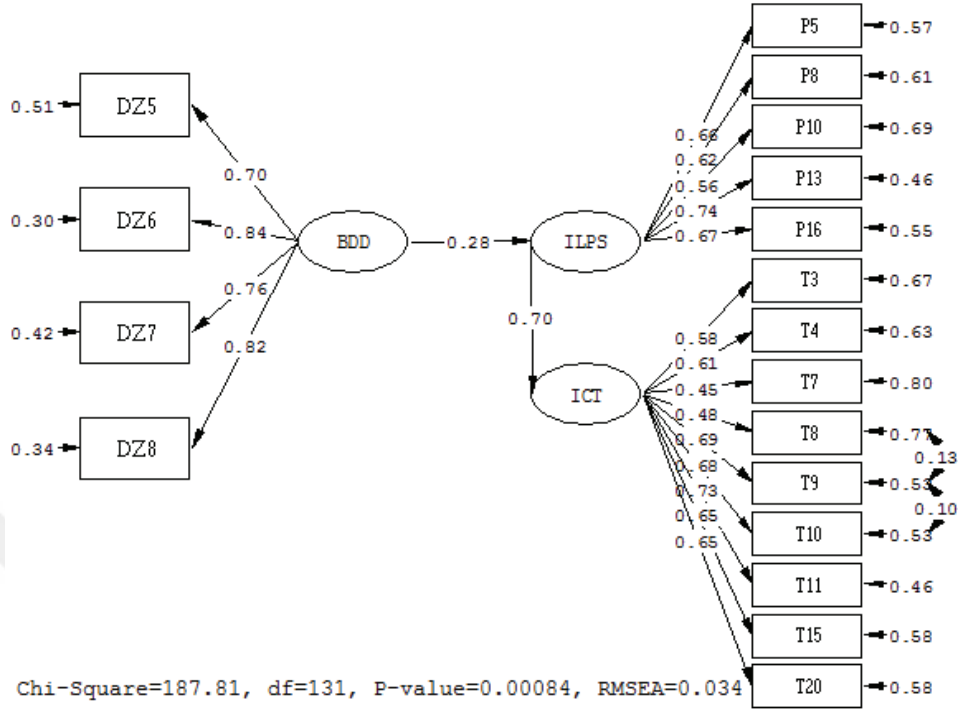 P5
0.57
P8
0.61
0.51
DZ5
P10
0.69
0.66
0.62
P13
0.46
0.70
0.56
0.74
0.30
DZ6
0.84
BDD
0.28
ILPS
0.67
P16
0.55
T3
0.67
0.76
0.70
0.42
DZ7
0.58
T4
0.63
0.82
0.61
ICT
0.45
T7
0.80
0.48
T8
0.77
0.69
0.13
0.34
DZ8
0.68
T9
0.53
0.73
0.10
0.65
T10
0.53
0.65
T11
0.46
T15
0.58
Chi-Square=187.81, df=131, P-value=0.00084, RMSEA=0.034
T20
0.58